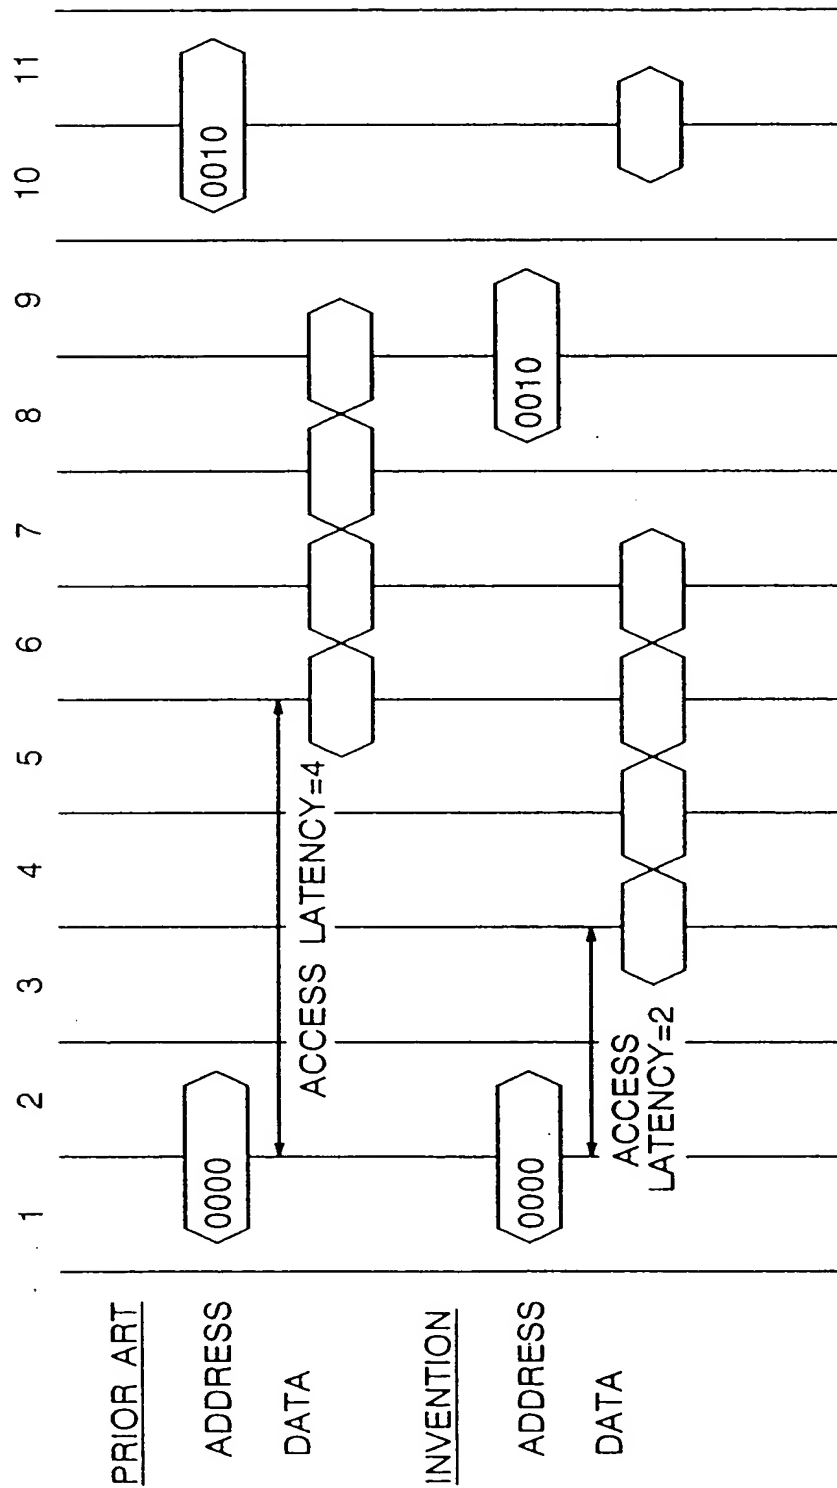 1 2 3 4 5 6 7 8 9 10 11
PRIOR ART
ADDRESS 0000 0010
DATA
ACCESS LATENCY=4
INVENTION
ADDRESS 0000 0010
DATA
ACCESS
LATENCY=2